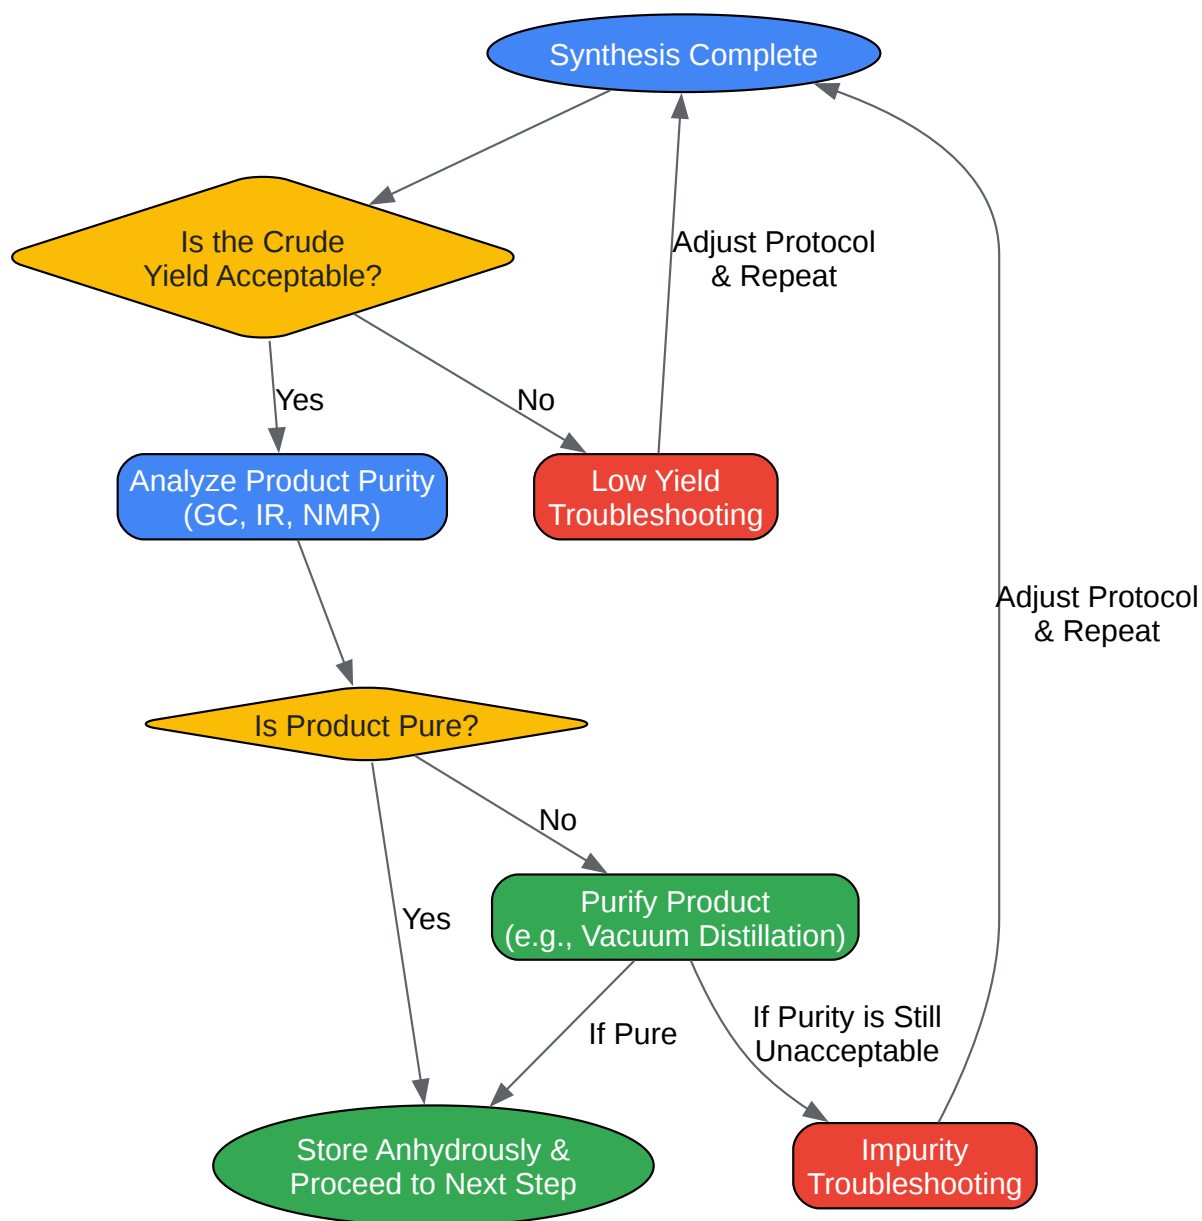 Synthesis Complete
Is the Crude
Yield Acceptable?
Adjust Protocol
& Repeat
Yes
No
Analyze Product Purity
(GC, IR, NMR)
Low Yield
Troubleshooting
Adjust Protocol
& Repeat
Is Product Pure?
No
Yes
Purify Product
(e.g., Vacuum Distillation)
If Pure
If Purity is Still
Unacceptable
Store Anhydrously &
Proceed to Next Step
Impurity
Troubleshooting